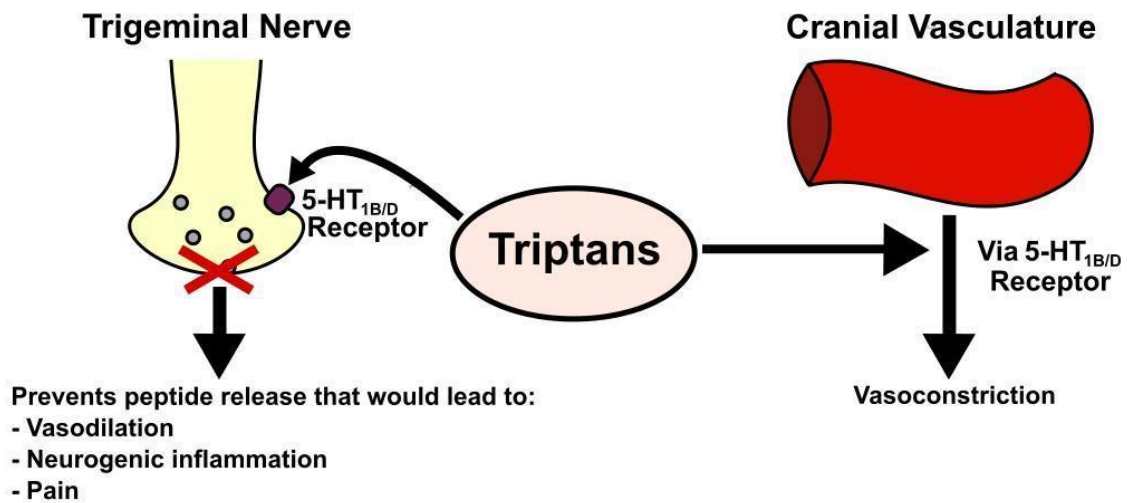 Trigeminal Nerve
Cranial Vasculature
5-HT1B/D
Receptor
Triptans
Via 5-HT1B/D
Receptor
Prevents peptide release that would lead to:
- Vasodilation
- Neurogenic inflammation
- Pain
Vasoconstriction